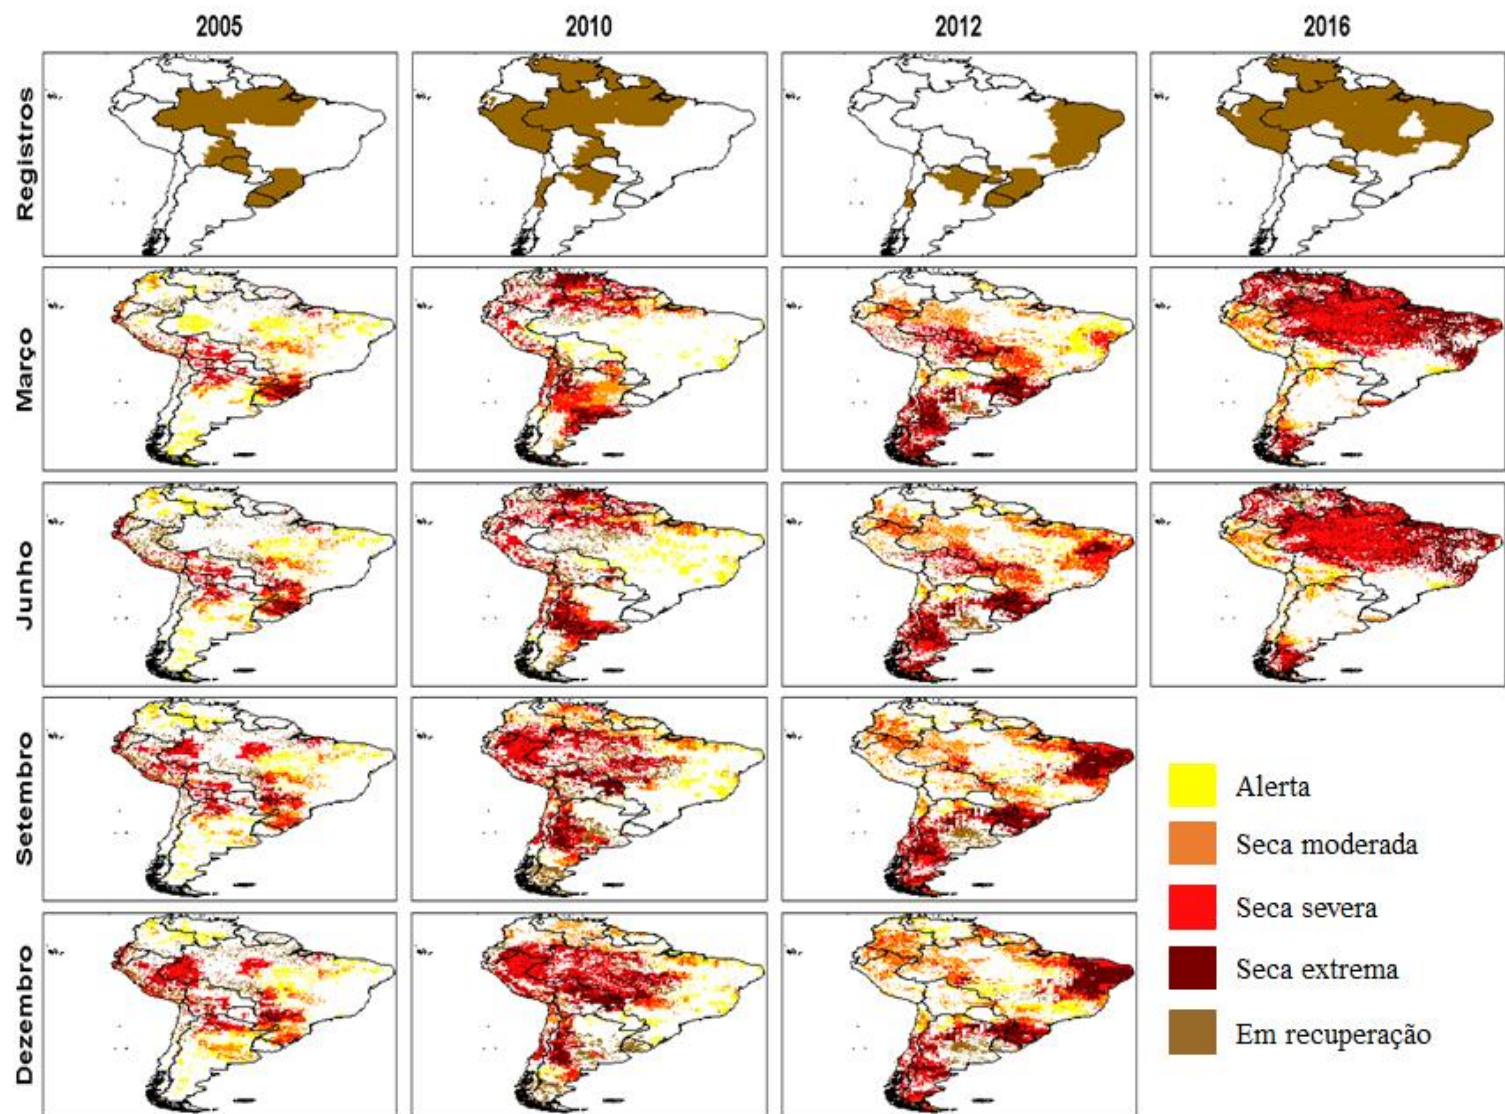 2005
2010
2012
2016
Registros
Março
Junho
Setembro
Dezembro
Alerta
Seca moderada
Seca severa
Seca extrema
Em recuperação